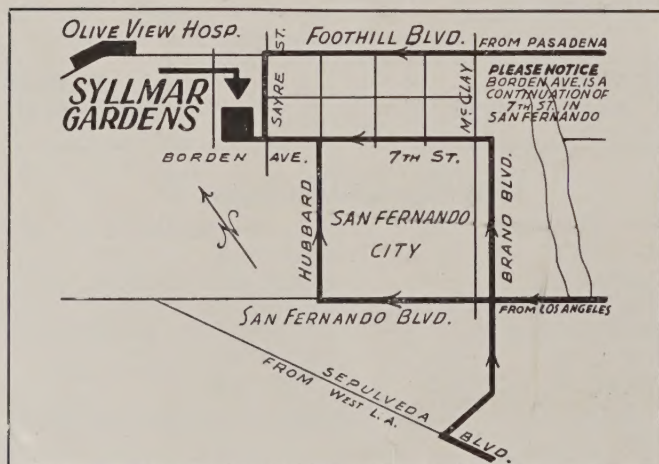 OLIVE VIEW HOSP.
FOOTHILL BLVD.
FROM PASADENA
SYLLMAR
GARDENS
SAYRE ST.
McCLAY
PLEASE NOTICE
BORDEN AVE. IS A
CONTINUATION OF
7TH ST. IN
SAN FERNANDO
BORDEN AVE.
7TH ST.
N
HUBBARD
SAN FERNANDO
CITY
BRAND BLVD.
SAN FERNANDO BLVD.
FROM LOS ANGELES
SEPULVEDA BLVD.
FROM WEST L.A.